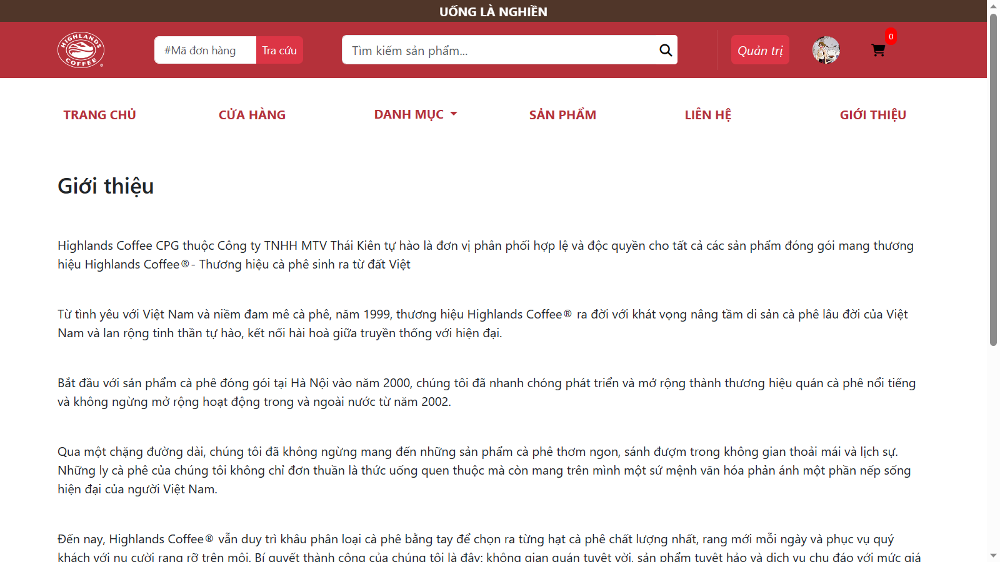 UỐNG LÀ NGHIỀN
HIGHLANDS COFFEE ®
#Mã đơn hàng
Tra cứu
Tìm kiếm sản phẩm...
Quản trị
0
TRANG CHỦ
CỬA HÀNG
DANH MỤC
SẢN PHẨM
LIÊN HỆ
GIỚI THIỆU
Giới thiệu
Highlands Coffee CPG thuộc Công ty TNHH MTV Thái Kiên tự hào là đơn vị phân phối hợp lệ và độc quyền cho tất cả các sản phẩm đóng gói mang thương
hiệu Highlands Coffee®- Thương hiệu cà phê sinh ra từ đất Việt
Từ tình yêu với Việt Nam và niềm đam mê cà phê, năm 1999, thương hiệu Highlands Coffee® ra đời với khát vọng nâng tầm di sản cà phê lâu đời của Việt
Nam và lan rộng tinh thần tự hào, kết nối hài hoà giữa truyền thống với hiện đại.
Bắt đầu với sản phẩm cà phê đóng gói tại Hà Nội vào năm 2000, chúng tôi đã nhanh chóng phát triển và mở rộng thành thương hiệu quán cà phê nổi tiếng
và không ngừng mở rộng hoạt động trong và ngoài nước từ năm 2002.
Qua một chặng đường dài, chúng tôi đã không ngừng mang đến những sản phẩm cà phê thơm ngon, sánh đượm trong không gian thoải mái và lịch sự.
Những ly cà phê của chúng tôi không chỉ đơn thuần là thức uống quen thuộc mà còn mang trên mình một sứ mệnh văn hóa phản ánh một phần nếp sống
hiện đại của người Việt Nam.
Đến nay, Highlands Coffee® vẫn duy trì khâu phân loại cà phê bằng tay để chọn ra từng hạt cà phê chất lượng nhất, rang mới mỗi ngày và phục vụ quý
khách với nụ cười rạng rỡ trên môi. Bí quyết thành công của chúng tôi là đây: không gian quán tuyệt vời, sản phẩm tuyệt hảo và dịch vụ chu đáo với mức giá